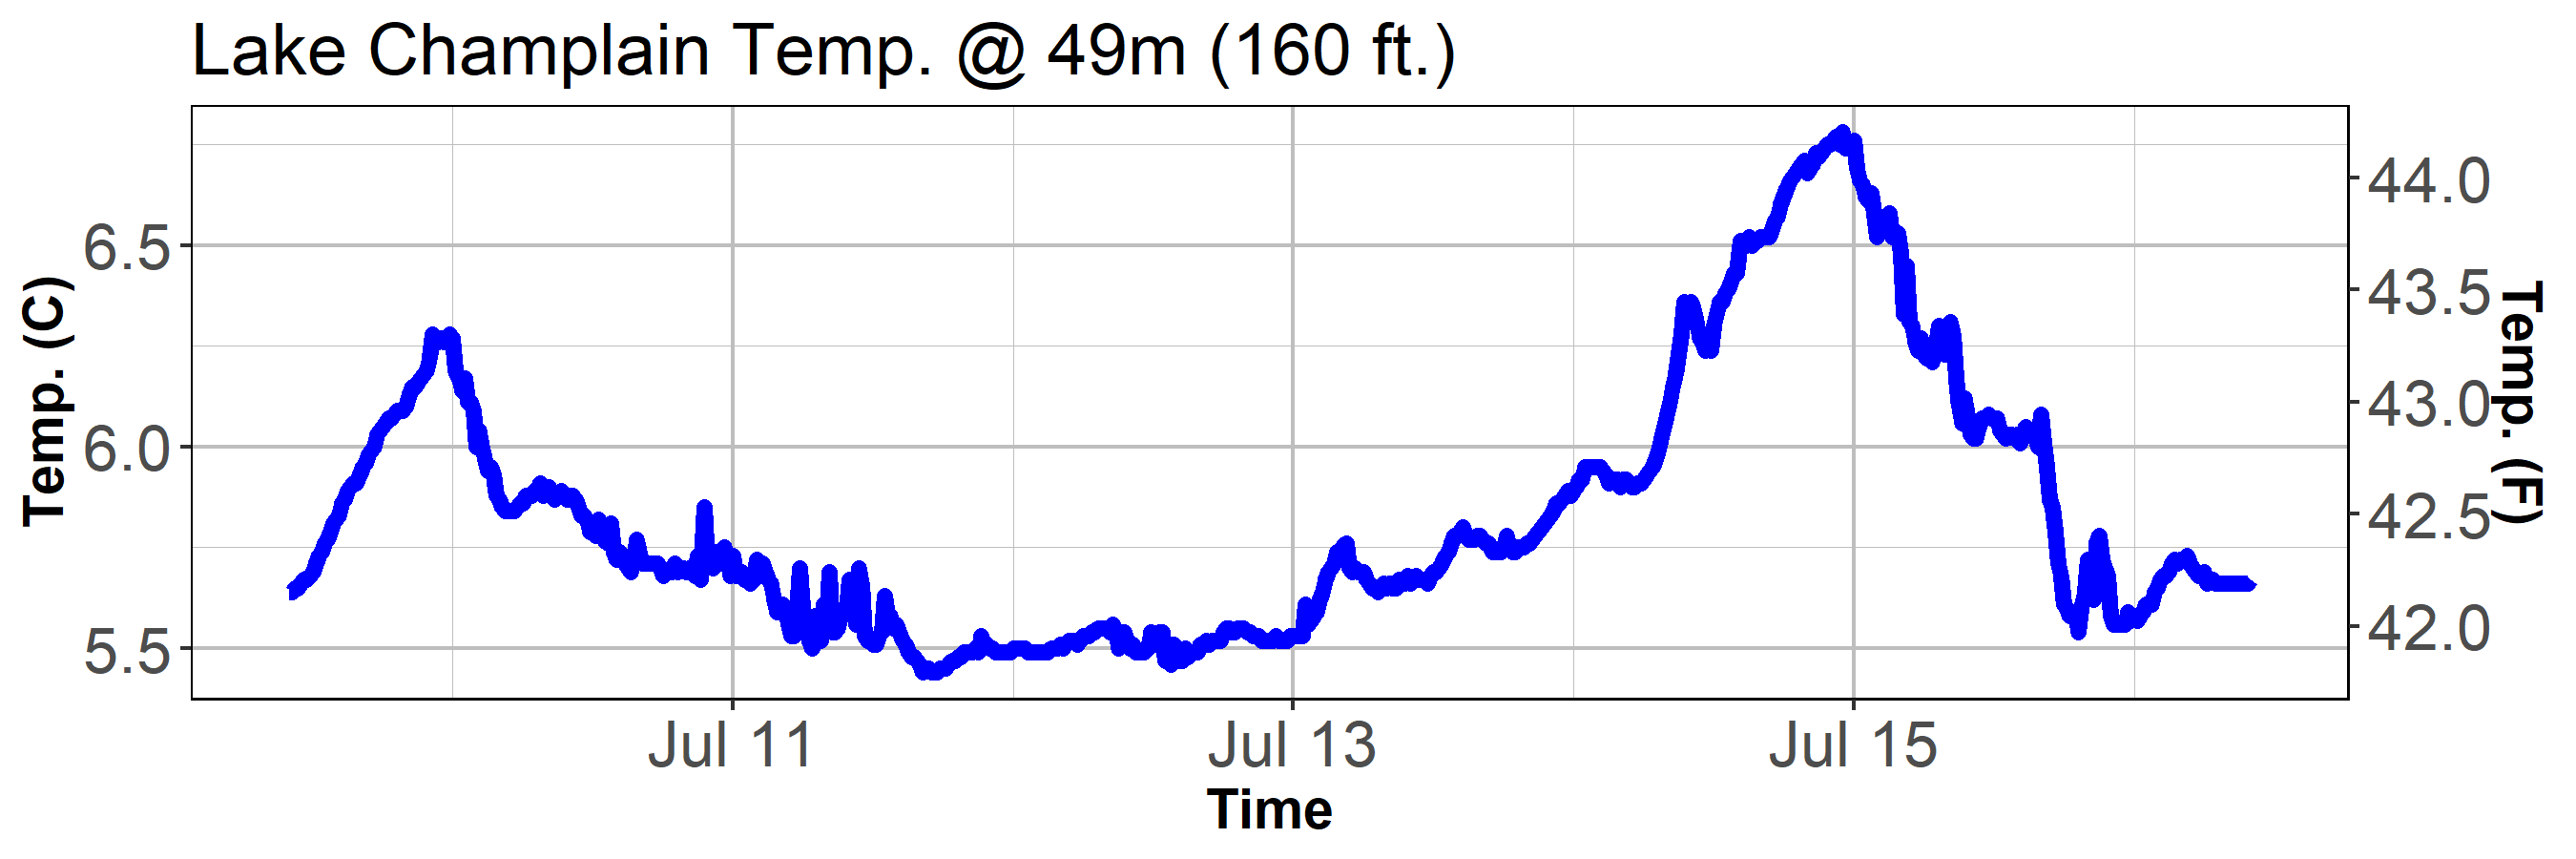 Lake Champlain Temp. @ 49m (160 ft.)
Temp. (C)
6.5
6.0
5.5
44.0
43.5
43.0
42.5
42.0
Temp. (F)
Jul 11
Jul 13
Jul 15
Time